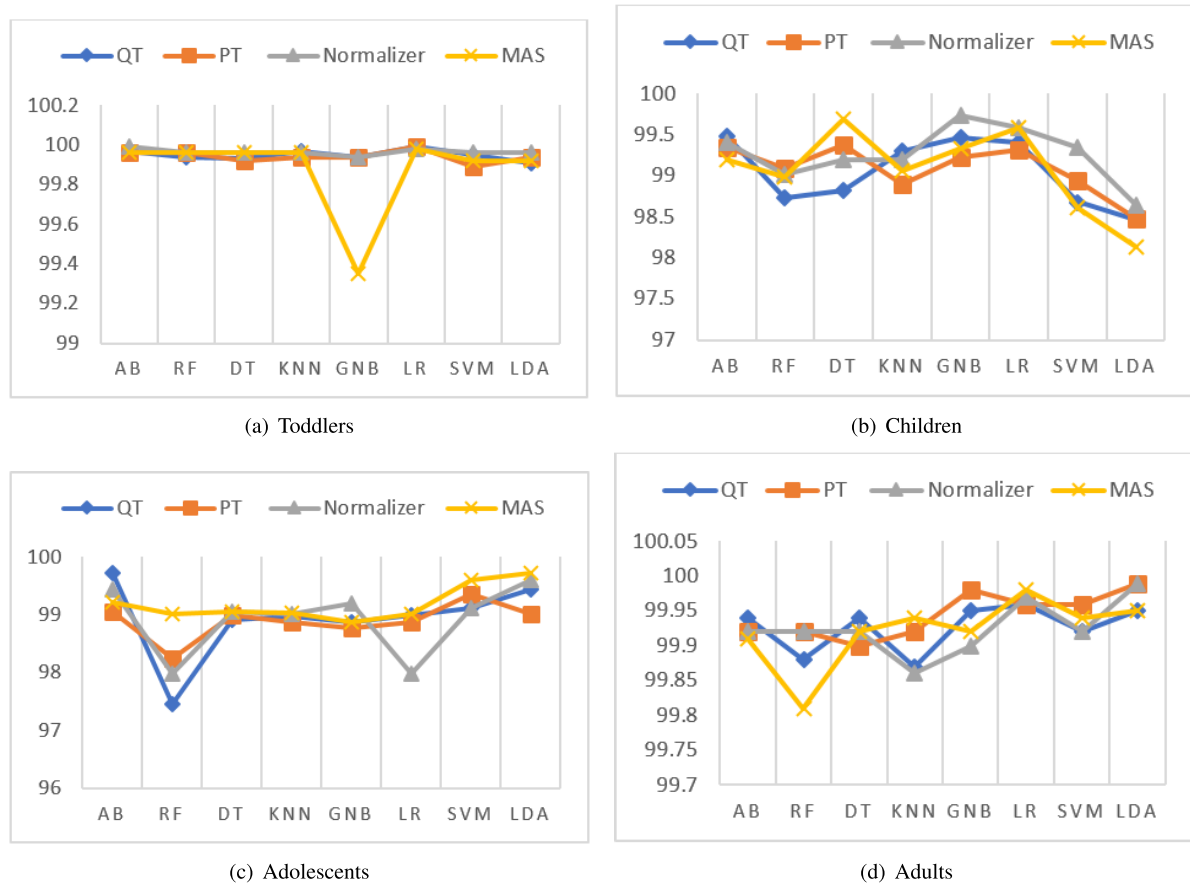 QT PT Normalizer MAS
100.2
100
99.8
99.6
99.4
99.2
99
AB RF DT KNN GNB LR SVM LDA
(a) Toddlers
QT PT Normalizer MAS
100
99.5
99
98.5
98
97.5
97
AB RF DT KNN GNB LR SVM LDA
(b) Children
QT PT Normalizer MAS
100
99
98
97
96
AB RF DT KNN GNB LR SVM LDA
(c) Adolescents
QT PT Normalizer MAS
100.05
100
99.95
99.9
99.85
99.8
99.75
99.7
AB RF DT KNN GNB LR SVM LDA
(d) Adults